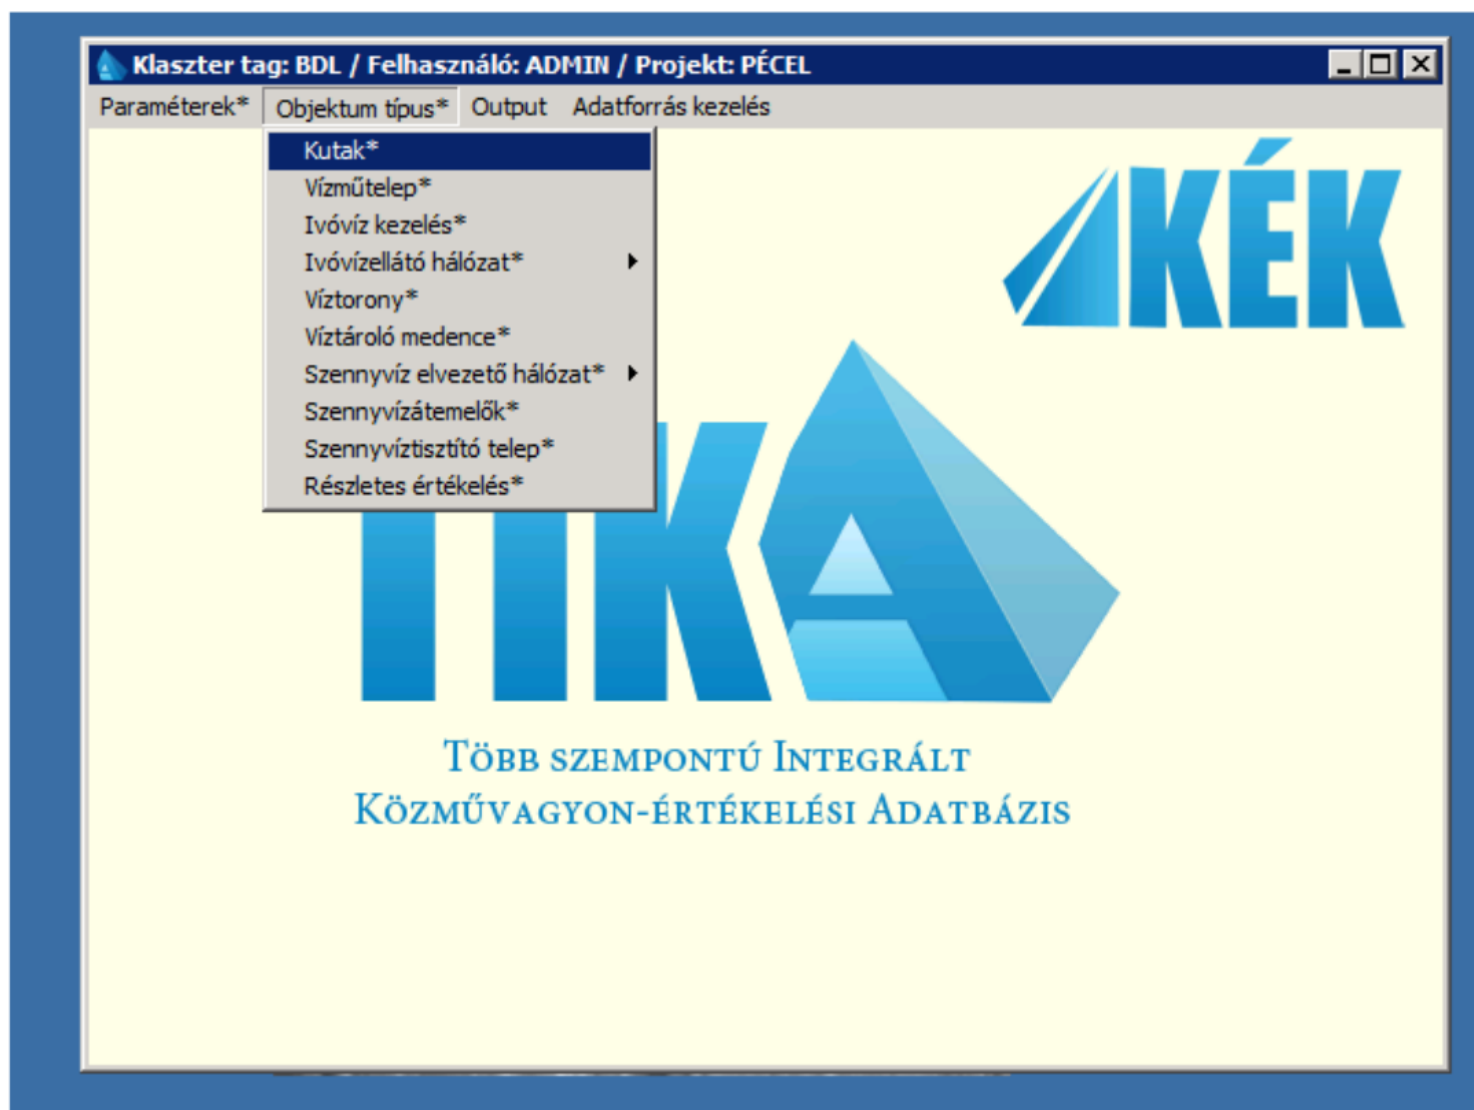 Klaszter tag: BDL / Felhasználó: ADMIN / Projekt: PÉCEL
Paraméterek* Objektum típus* Output Adatforrás kezelés
Kutak*
Vízműtelep*
Ivóvíz kezelés*
Ivóvízellátó hálózat*
Víztorony*
Víztároló medence*
Szennyvíz elvezető hálózat*
Szennyvízátemelők*
Szennyvíztisztító telep*
Részletes értékelés*
KÉK
TIKA
Több szempontú Integrált
Közművagyon-értékelési Adatbázis